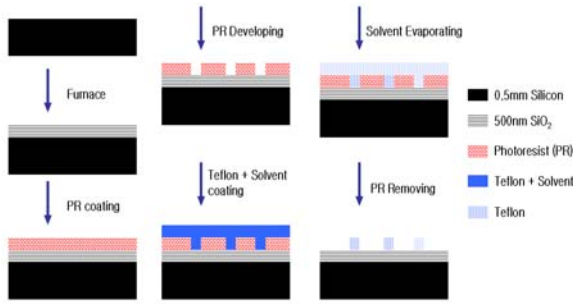 Furnace
PR coating
PR Developing
Teflon + Solvent
coating
Solvent Evaporating
PR Removing
0.5mm Silicon
500nm SiO₂
Photoresist (PR)
Teflon + Solvent
Teflon